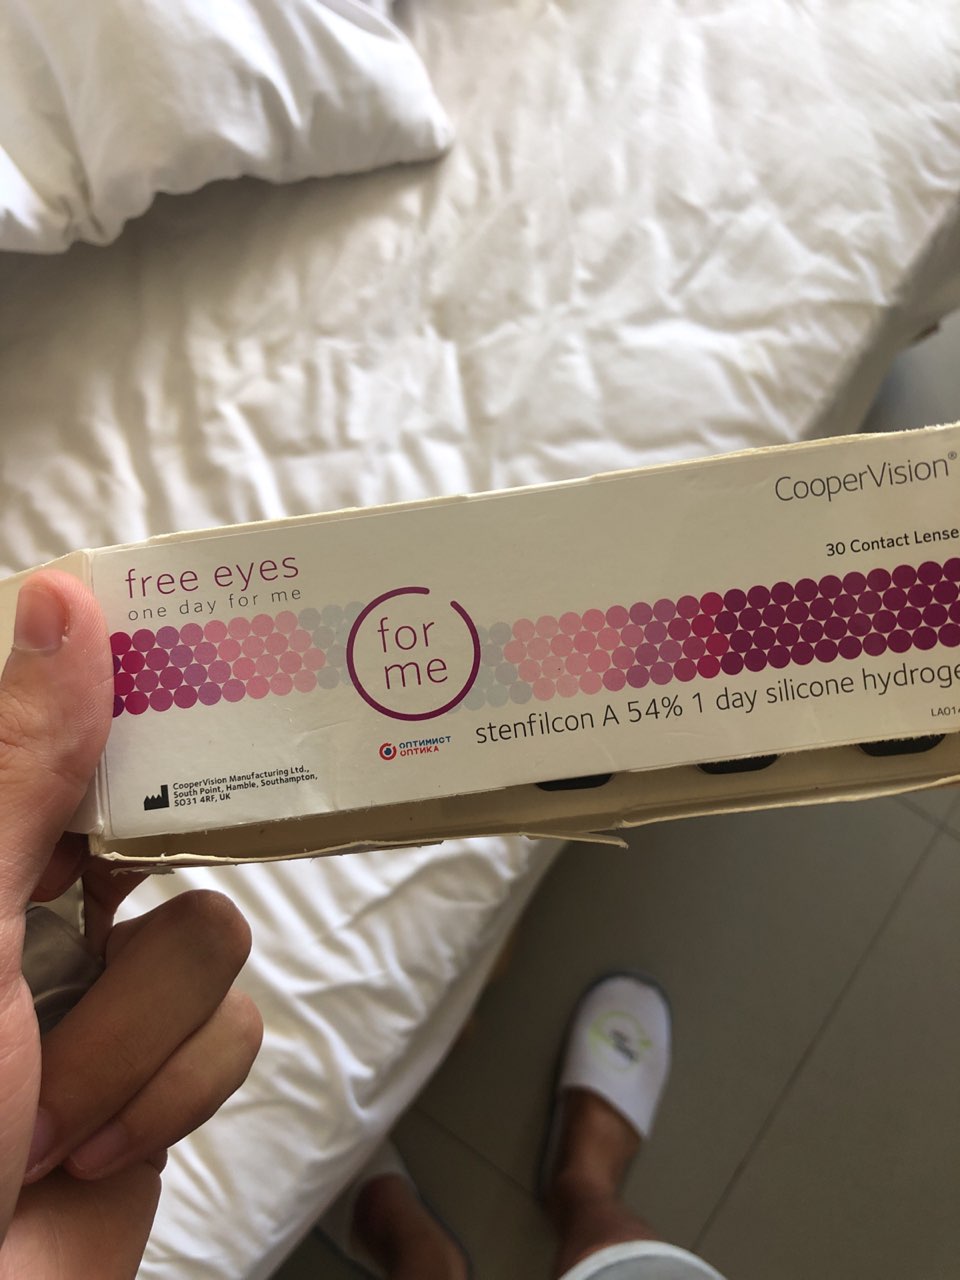 CooperVision®
30 Contact Lense
free eyes
one day for me
for
me
stenfilcon A 54% 1 day silicone hydroge
LA01
ОПТИМИСТ
ОПТИКА
CooperVision Manufacturing Ltd.,
South Point, Hamble, Southampton,
SO31 4RF, UK